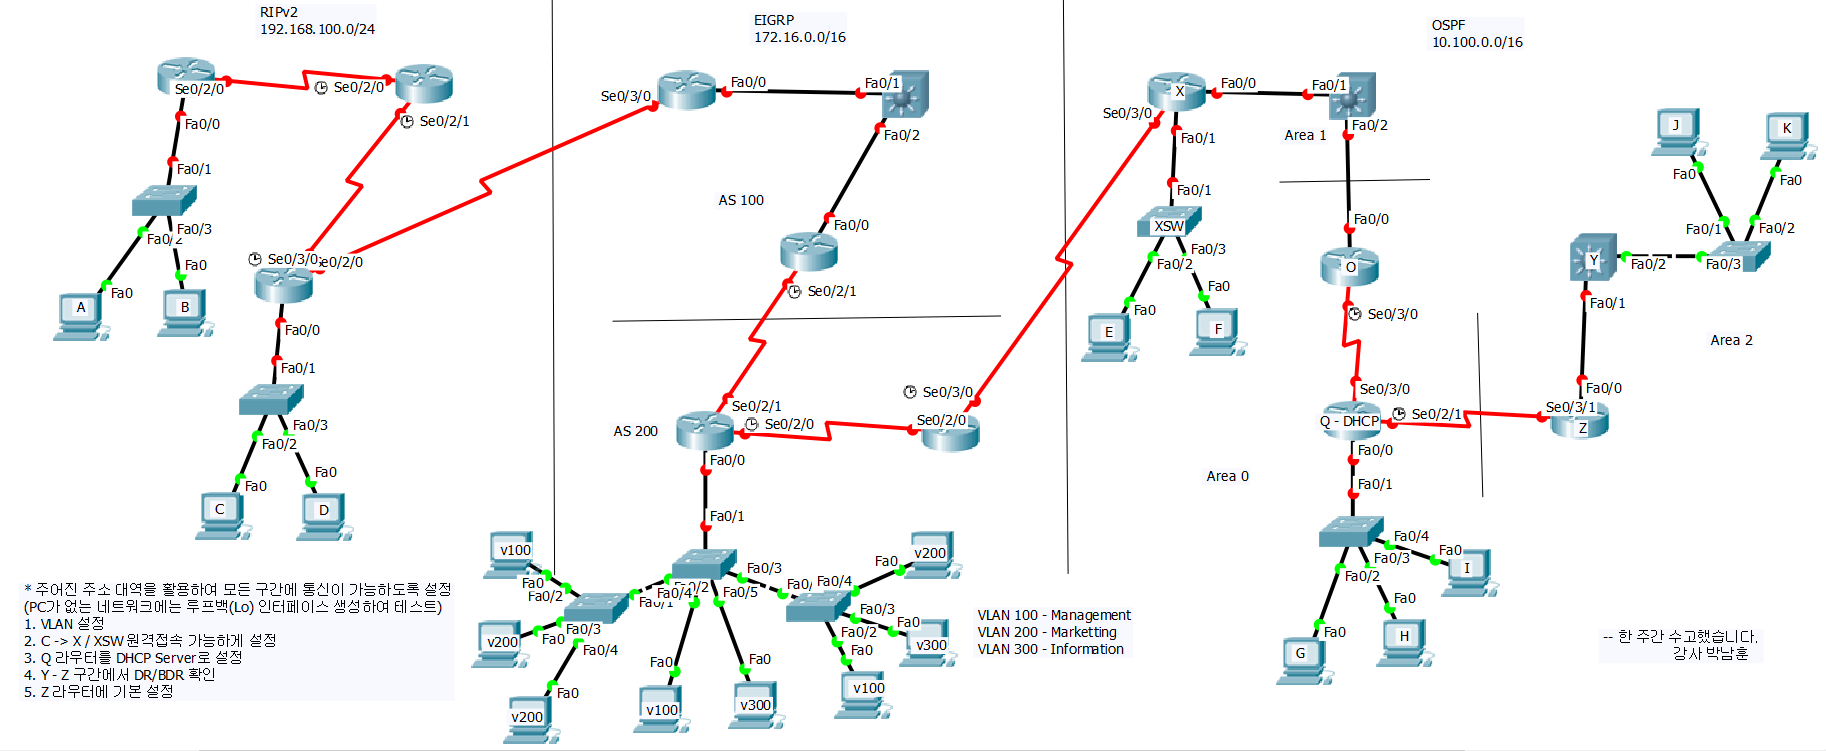 RIPv2
192.168.100.0/24
EIGRP
172.16.0.0/16
OSPF
10.100.0.0/16
Se0/2/0
Se0/2/0
Se0/2/1
Fa0/0
Fa0/1
Fa0/2
Fa0/3
Fa0
Fa0
A
B
Se0/3/0
Se0/2/0
Fa0/0
Fa0/1
Fa0/3
Fa0/2
Fa0
Fa0
C
D
Se0/3/0
Fa0/0
Fa0/1
Fa0/2
AS 100
Fa0/0
Se0/2/1
Se0/2/1
Se0/2/0
AS 200
Se0/3/0
Se0/2/0
Fa0/0
Fa0/1
Fa0/3
Fa0/2
Fa0/5
Fa0/4
Fa0/1
v100
Fa0
Fa0/2
Fa0/3
Fa0
v200
Fa0/4
Fa0
v200
Fa0
v100
Fa0
v300
Fa0/4
Fa0
v200
Fa0/3
Fa0
v300
Fa0/2
Fa0
v100
VLAN 100 - Management
VLAN 200 - Marketting
VLAN 300 - Information
X
Se0/3/0
Fa0/0
Fa0/1
Fa0/2
Area 1
Fa0/1
Fa0/1
XSW
Fa0/3
Fa0/2
Fa0
Fa0
E
F
Fa0/0
O
Se0/3/0
Se0/3/0
Q - DHCP
Se0/2/1
Se0/3/1
Z
Fa0/0
Fa0/1
Area 0
Fa0/4
Fa0/3
Fa0/2
Fa0
Fa0
Fa0
G
H
I
J
K
Fa0
Fa0
Fa0/1
Fa0/2
Fa0/3
Y
Fa0/2
Fa0/1
Fa0/0
Area 2
* 주어진 주소 대역을 활용하여 모든 구간에 통신이 가능하도록 설정
(PC가 없는 네트워크에는 루프백(Lo) 인터페이스 생성하여 테스트)
1. VLAN 설정
2. C -> X / XSW 원격접속 가능하게 설정
3. Q 라우터를 DHCP Server로 설정
4. Y - Z 구간에서 DR/BDR 확인
5. Z 라우터에 기본 설정
-- 한 주간 수고했습니다.
강사 박남훈